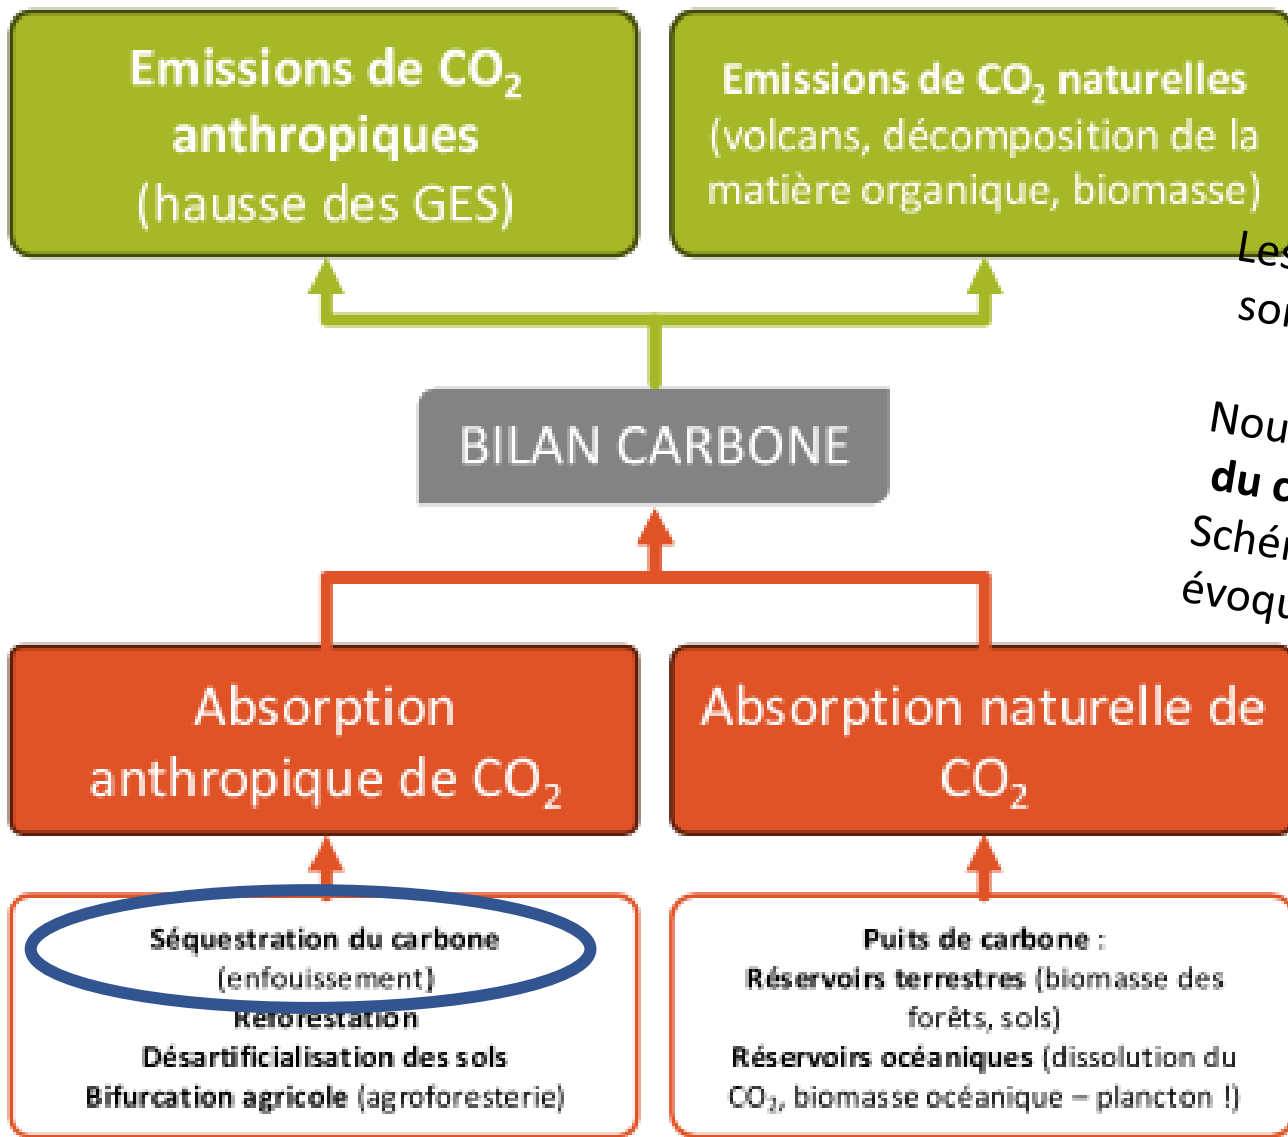 Emissions de CO₂
anthropiques
(hausse des GES)
Emissions de CO₂ naturelles
(volcans, décomposition de la
matière organique, biomasse)
Les
BILAN CARBONE
du
Absorption
anthropique de CO₂
Absorption naturelle de
CO₂
Séquestration du carbone
(enfouissement)
Reforestation
Désartificialisation des sols
Bifurcation agricole (agroforesterie)
Puits de carbone :
Réservoirs terrestres (biomasse des
forêts, sols)
Réservoirs océaniques (dissolution du
CO₂, biomasse océanique – plancton !)